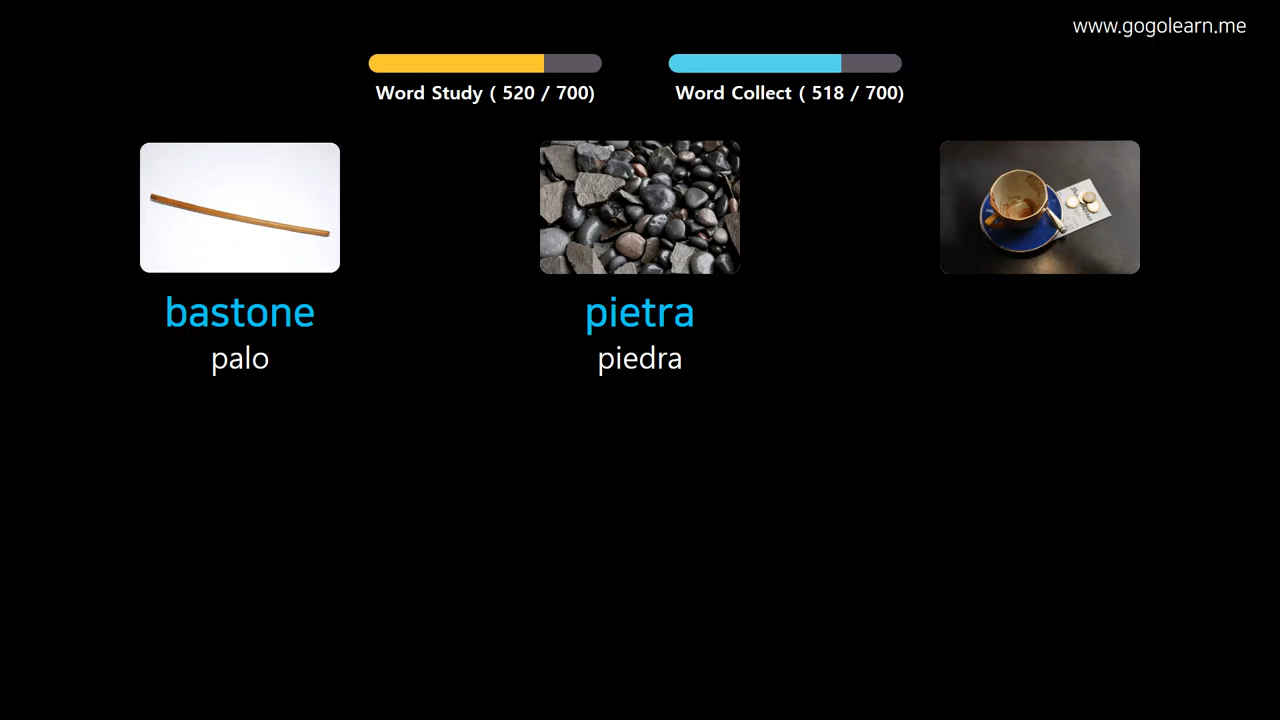 www.gogolearn.me
Word Study ( 520 / 700)
Word Collect ( 518 / 700)
bastone
pietra
palo
piedra